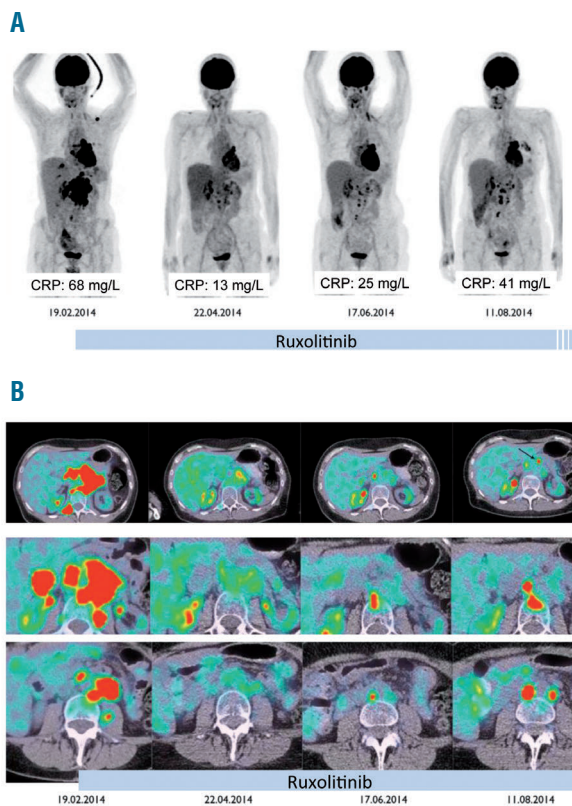 A
CRP: 68 mg/L CRP: 13 mg/L CRP: 25 mg/L CRP: 41 mg/L
19.02.2014 22.04.2014 17.06.2014 11.08.2014
Ruxolitinib
B
Ruxolitinib
19.02.2014 22.04.2014 17.06.2014 11.08.2014